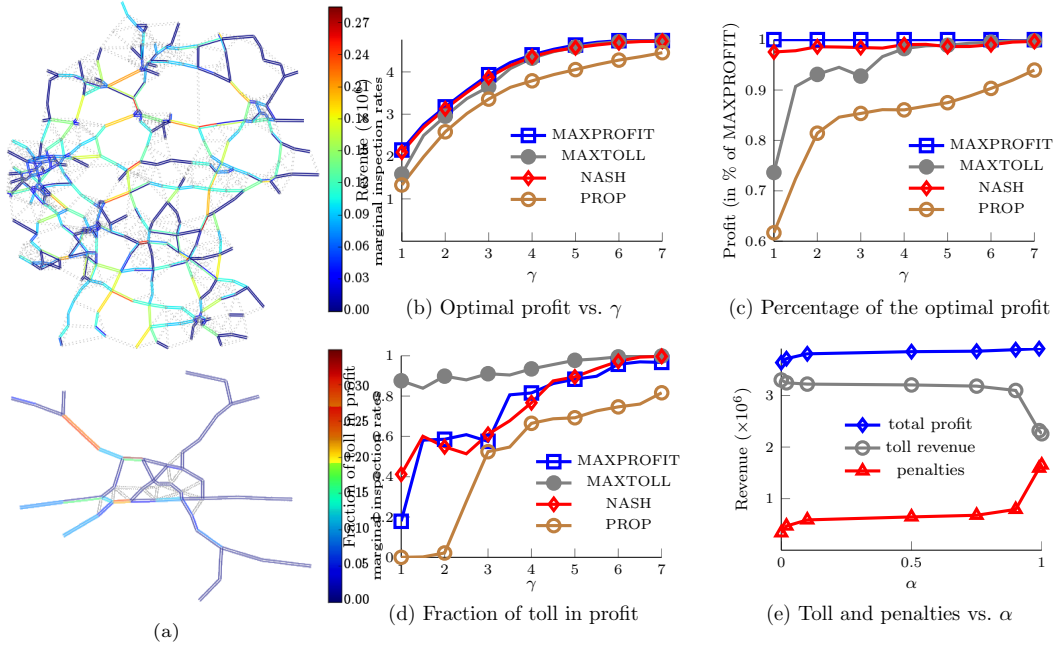 0.27
0.24
0.21
0.18
0.15
0.12
0.09
0.06
0.03
0.00
marginal inspection rates
0.30
0.25
0.20
0.15
0.10
0.05
0.00
marginal inspection rates
(a)
Revenue (×10⁶)
4
3
2
1
1 2 3 4 5 6 7
γ
MAXPROFIT
MAXTOLL
NASH
PROP
(b) Optimal profit vs. γ
Profit (in % of MAXPROFIT)
1
0.9
0.8
0.7
0.6
1 2 3 4 5 6 7
γ
MAXPROFIT
MAXTOLL
NASH
PROP
(c) Percentage of the optimal profit
Fraction of toll in profit
1
0.8
0.6
0.4
0.2
0
1 2 3 4 5 6 7
γ
MAXPROFIT
MAXTOLL
NASH
PROP
(d) Fraction of toll in profit
Revenue (×10⁶)
3
2
1
0 0.5 1
α
total profit
toll revenue
penalties
(e) Toll and penalties vs. α